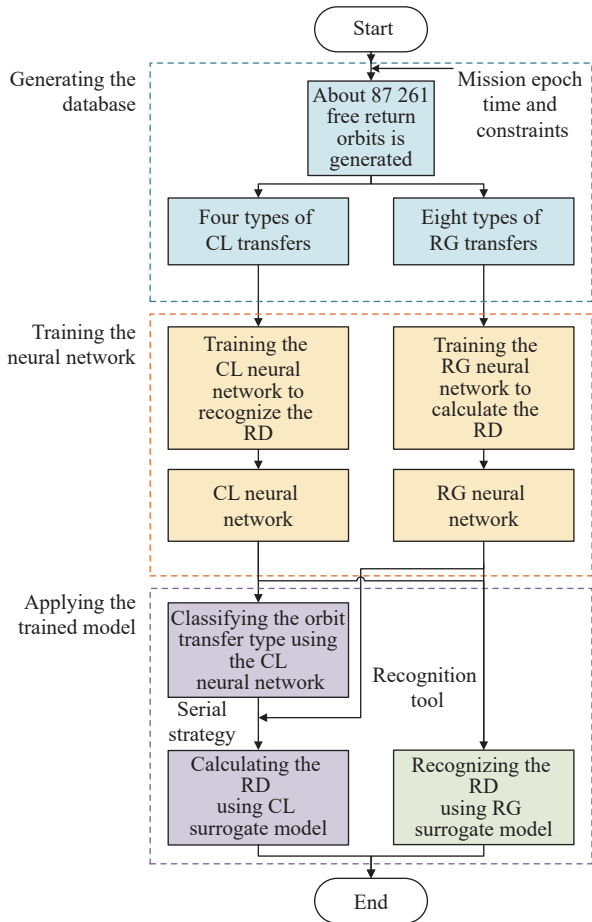 Start
Generating the
database
Mission epoch
time and
constraints
About 87 261
free return
orbits is
generated
Four types of
CL transfers
Eight types of
RG transfers
Training the
neural network
Training the
CL neural
network to
recognize the
RD
Training the
RG neural
network to
calculate the
RD
CL neural
network
RG neural
network
Applying the
trained model
Classifying the orbit
transfer type using
the CL
neural network
Recognition
tool
Serial
strategy
Calculating the
RD
using CL
surrogate model
Recognizing the
RD
using RG
surrogate model
End